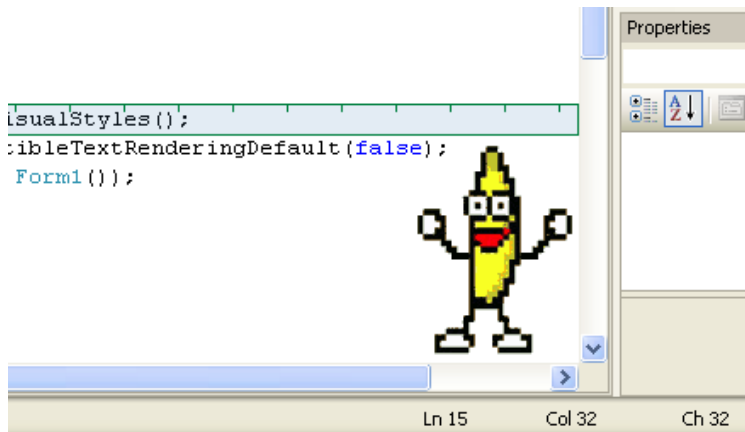 Properties
isualStyles();
tibleTextRenderingDefault(false);
Form1());
Ln 15 Col 32 Ch 32